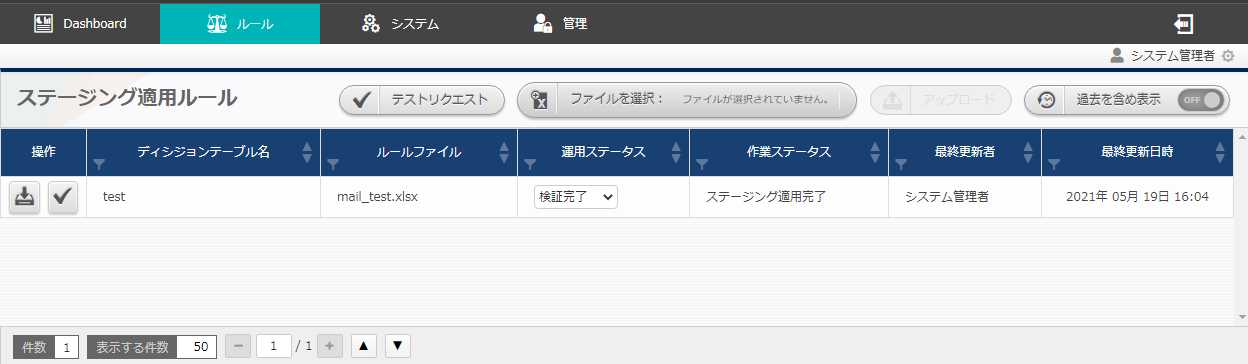 Dashboard ルール システム 管理
システム管理者
ステージング適用ルール テストリクエスト ファイルを選択： ファイルが選択されていません。 アップロード 過去を含め表示 OFF
操作 ディシジョンテーブル名 ルールファイル 運用ステータス 作業ステータス 最終更新者 最終更新日時
test mail_test.xlsx 検証完了 ステージング適用完了 システム管理者 2021年 05月 19日 16:04
件数 1 表示する件数 50 － 1 / 1 ＋ ▲ ▼